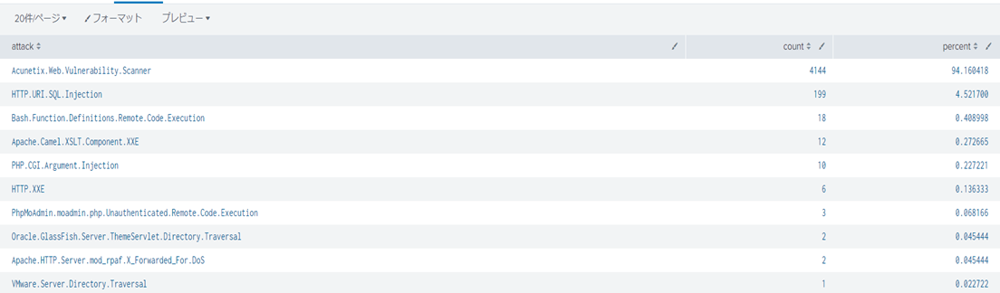 20件/ページ▼ フォーマット プレビュー▼
attack count percent
Acunetix.Web.Vulnerability.Scanner 4144 94.160418
HTTP.URI.SQL.Injection 199 4.521700
Bash.Function.Definitions.Remote.Code.Execution 18 0.408998
Apache.Camel.XSLT.Component.XXE 12 0.272665
PHP.CGI.Argument.Injection 10 0.227221
HTTP.XXE 6 0.136333
PhpMoAdmin.moadmin.php.Unauthenticated.Remote.Code.Execution 3 0.068166
Oracle.GlassFish.Server.ThemeServlet.Directory.Traversal 2 0.045444
Apache.HTTP.Server.mod_rpaf.X_Forwarded_For.DoS 2 0.045444
VMware.Server.Directory.Traversal 1 0.022722